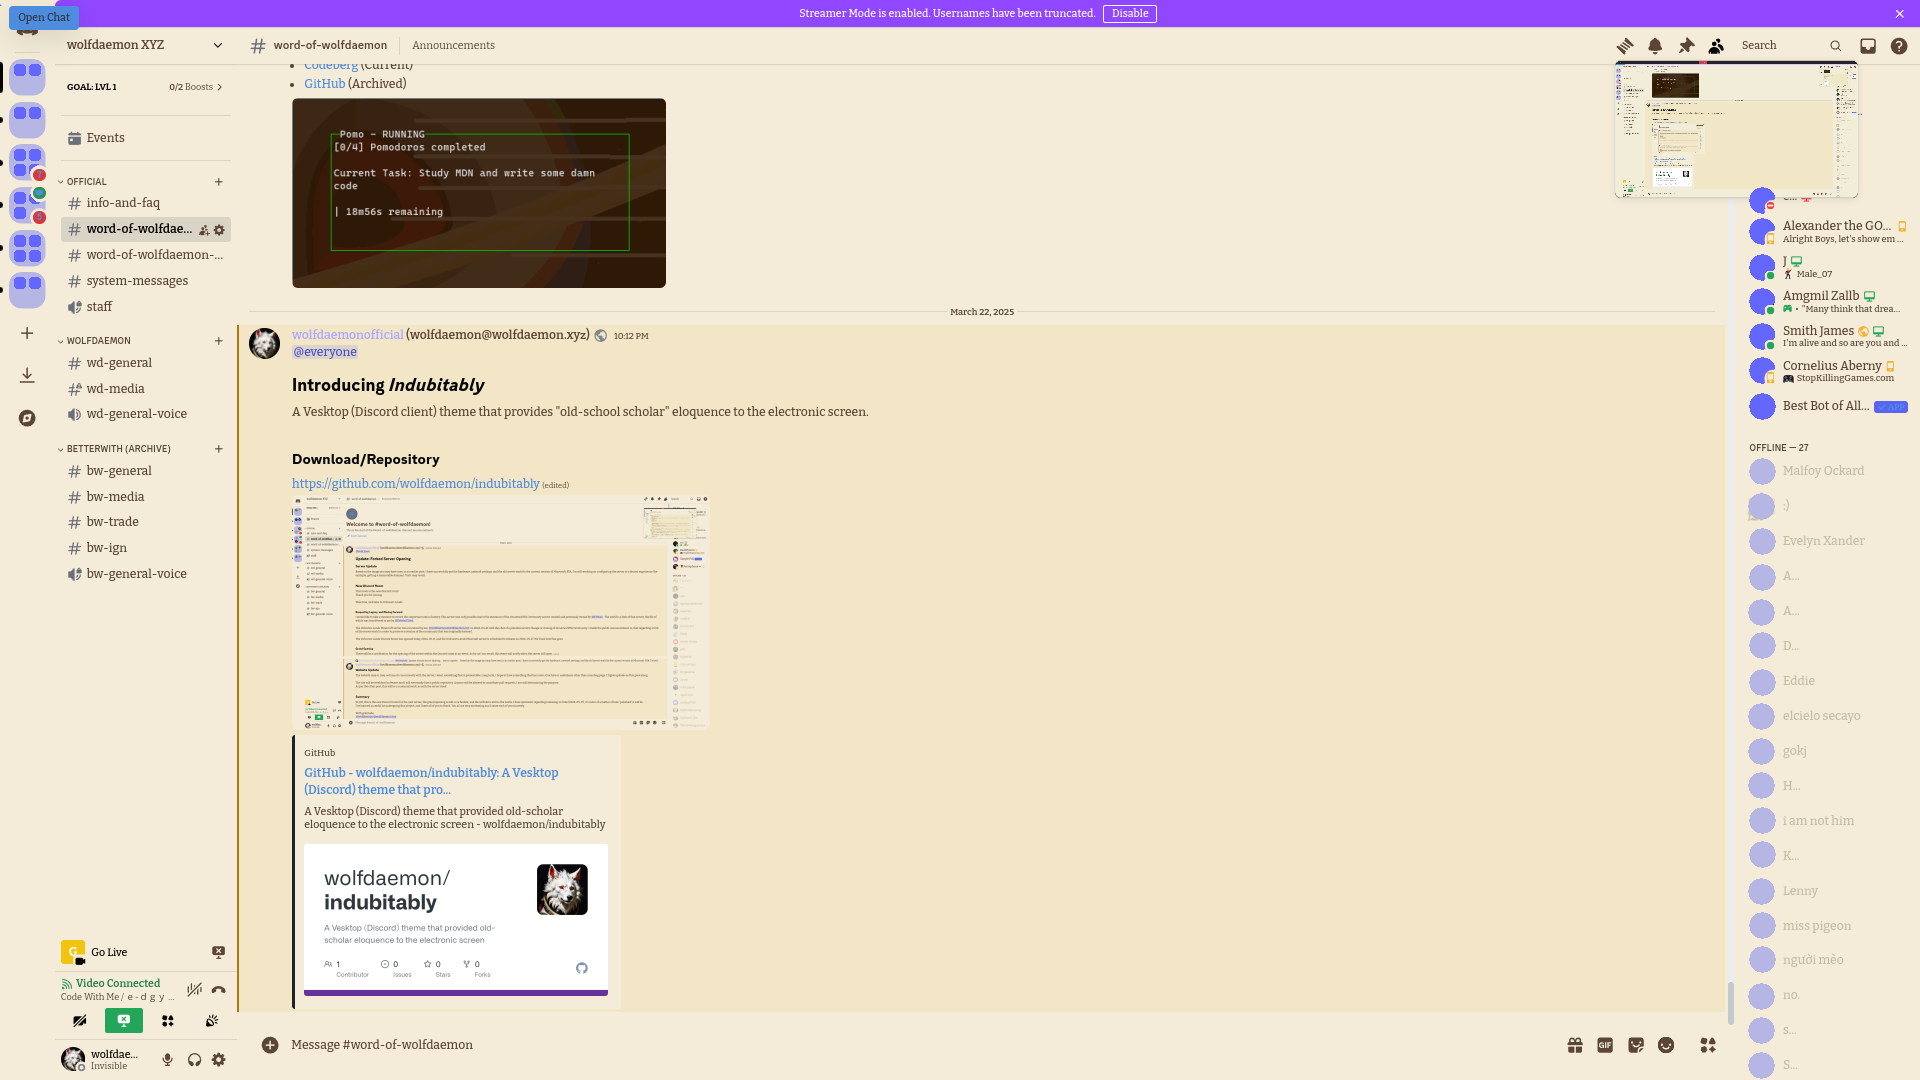 Open Chat
Streamer Mode is enabled. Usernames have been truncated.
Disable
wolfdaemon XYZ
word-of-wolfdaemon
Announcements
Search
GOAL: LVL 1
0/2 Boosts
Events
OFFICIAL
info-and-faq
word-of-wolfdae...
word-of-wolfdaemon-...
system-messages
staff
WOLFDAEMON
wd-general
wd-media
wd-general-voice
BETTERWITH (ARCHIVE)
bw-general
bw-media
bw-trade
bw-ign
bw-general-voice
Go Live
Video Connected
Code With Me / e - d g y ...
wolfdae...
Invisible
Codeberg (Current)
GitHub (Archived)
Pomo - RUNNING
[0/4] Pomodoros completed
Current Task: Study MDN and write some damn
code
| 18m56s remaining
March 22, 2025
wolfdaemonofficial (wolfdaemon@wolfdaemon.xyz) 10:12 PM
@everyone
Introducing Indubitably
A Vesktop (Discord client) theme that provides "old-school scholar" eloquence to the electronic screen.
Download/Repository
https://github.com/wolfdaemon/indubitably (edited)
Welcome to #word-of-wolfdaemon!
Update: Forked Server Opening
GitHub
GitHub - wolfdaemon/indubitably: A Vesktop
(Discord) theme that pro...
A Vesktop (Discord) theme that provided old-scholar
eloquence to the electronic screen - wolfdaemon/indubitably
wolfdaemon/
indubitably
A Vesktop (Discord) theme that provided old-
scholar eloquence to the electronic screen
1
Contributor
0
Issues
0
Stars
0
Forks
Message #word-of-wolfdaemon
GIF
Alexander the GO...
Alright Boys, let's show em ...
J
Male_07
Amgmil Zallb
• "Many think that drea...
Smith James
I'm alive and so are you and ...
Cornelius Aberny
StopKillingGames.com
Best Bot of All...
OFFLINE — 27
Malfoy Ockard
:)
Evelyn Xander
A...
A...
D...
Eddie
elcielo secayo
gokj
H...
i am not him
K...
Lenny
miss pigeon
người mèo
no.
s...
S...